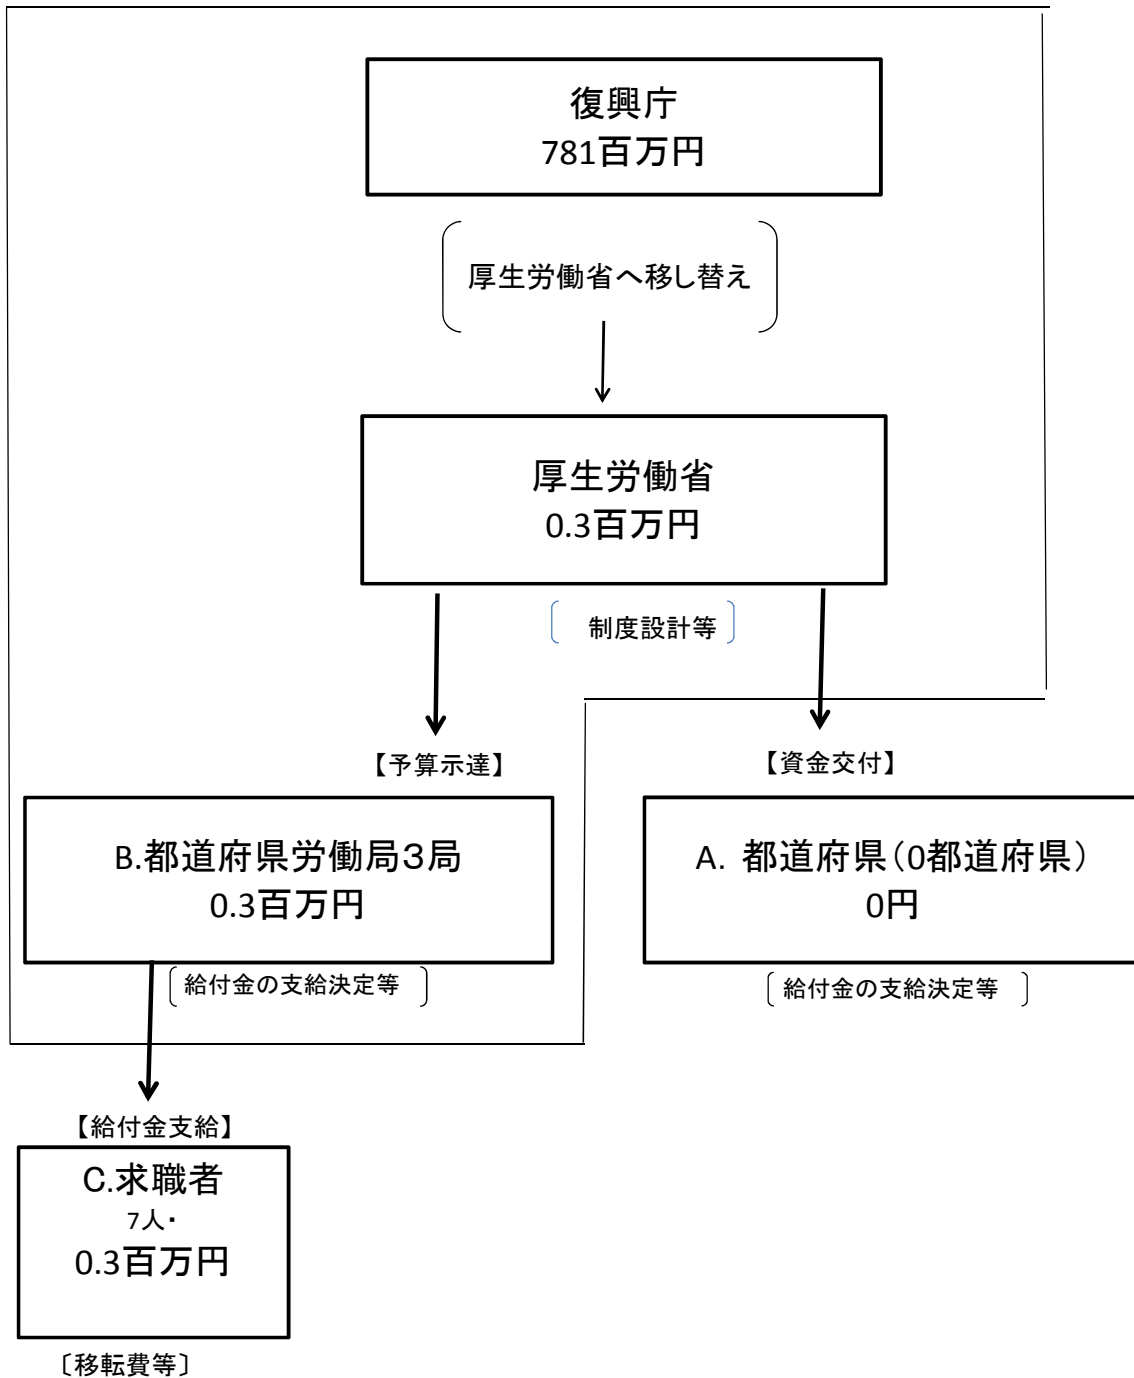 復興庁
781百万円
厚生労働省へ移し替え
厚生労働省
0.3百万円
制度設計等
【予算示達】
【資金交付】
B.都道府県労働局３局
0.3百万円
A. 都道府県（0都道府県）
0円
給付金の支給決定等
給付金の支給決定等
【給付金支給】
C.求職者
7人・
0.3百万円
〔移転費等〕